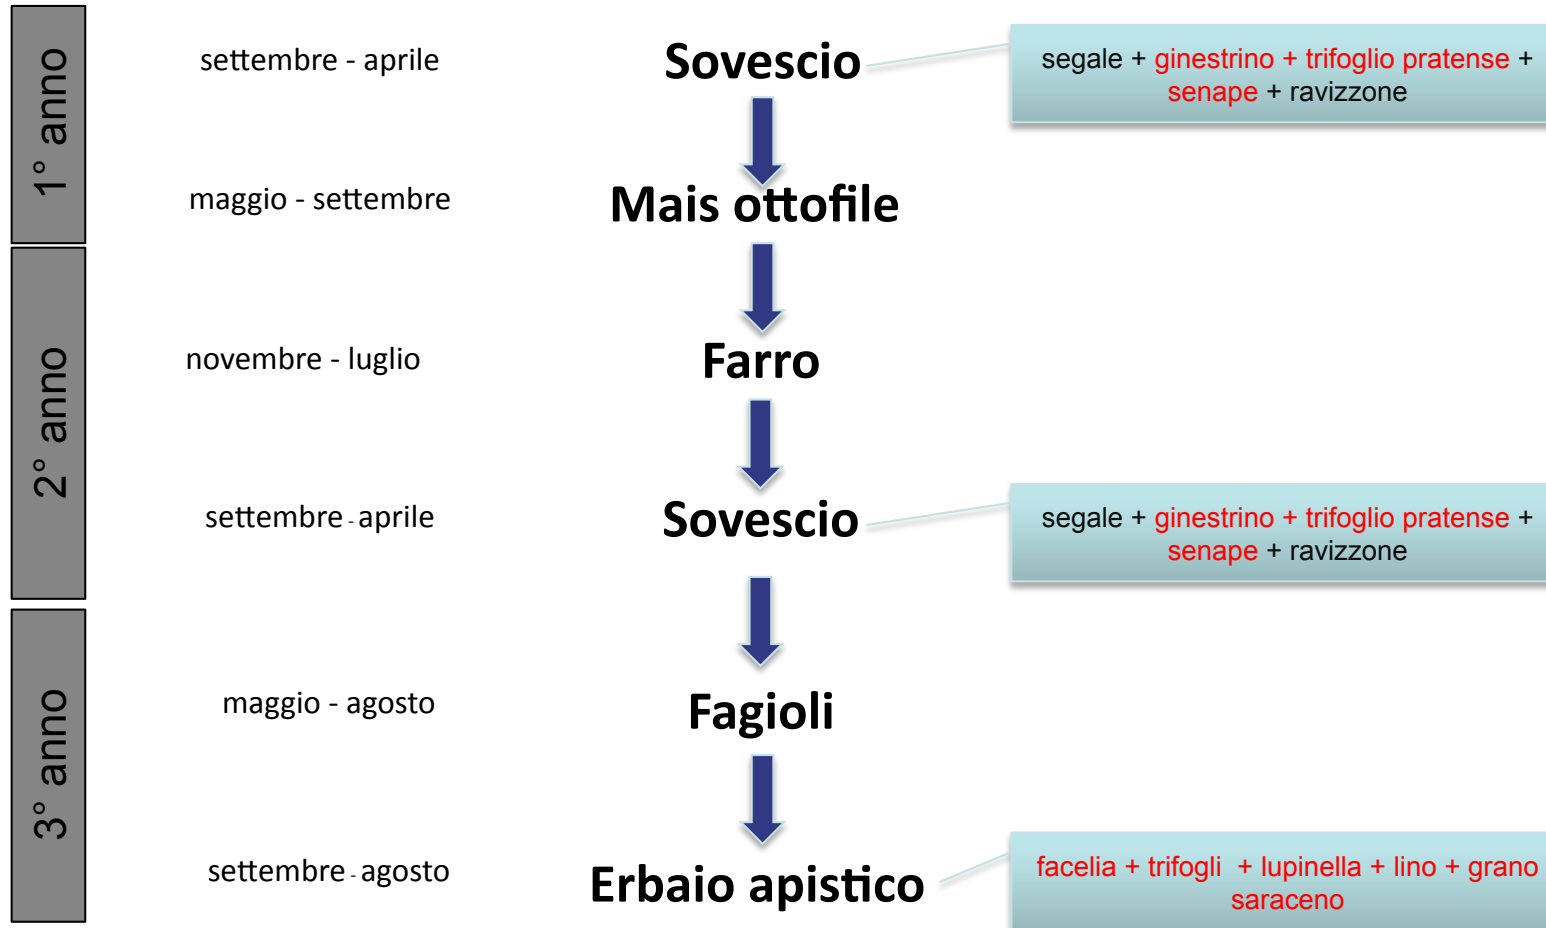 1° anno
settembre - aprile
Sovescio
segale + ginestrino + trifoglio pratense +
senape + ravizzone
maggio - settembre
Mais ottofile
2° anno
novembre - luglio
Farro
settembre - aprile
Sovescio
segale + ginestrino + trifoglio pratense +
senape + ravizzone
3° anno
maggio - agosto
Fagioli
settembre - agosto
Erbaio apistico
facelia + trifogli + lupinella + lino + grano
saraceno